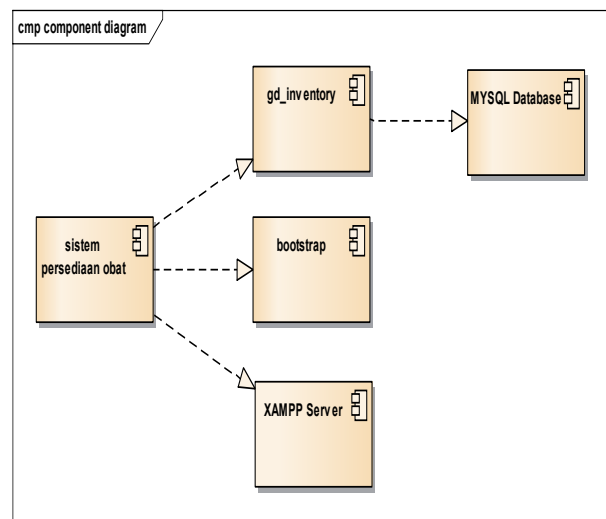 cmp component diagram
gd_inventory
MYSQL Database
sistem
persediaan obat
bootstrap
XAMPP Server